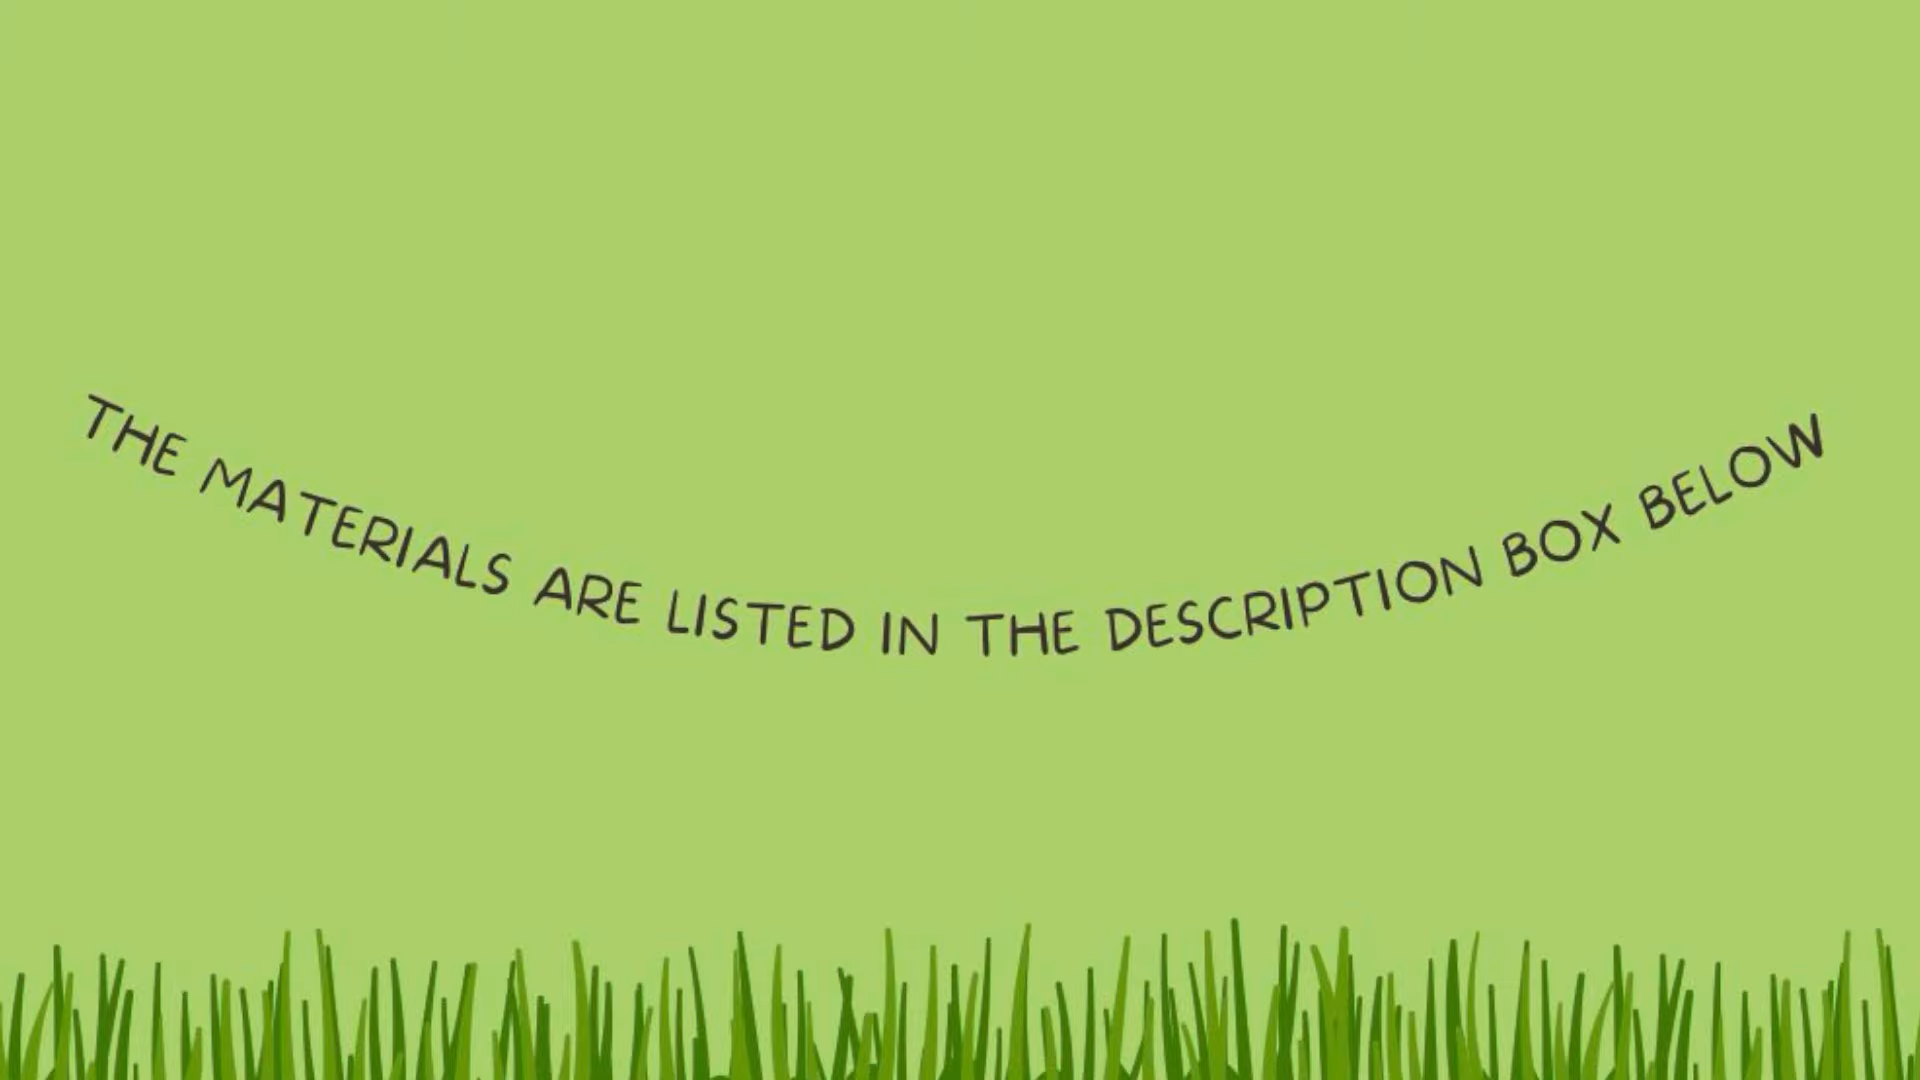 THE MATERIALS ARE LISTED IN THE DESCRIPTION BOX BELOW